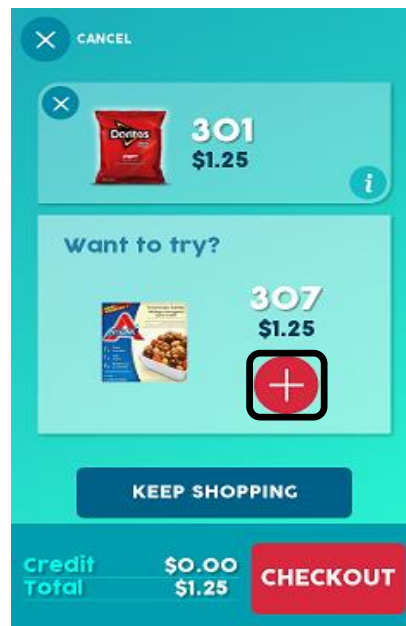 CANCEL
Doritos
301
$1.25
i
Want to try?
307
$1.25
KEEP SHOPPING
Credit $0.00
Total $1.25
CHECKOUT